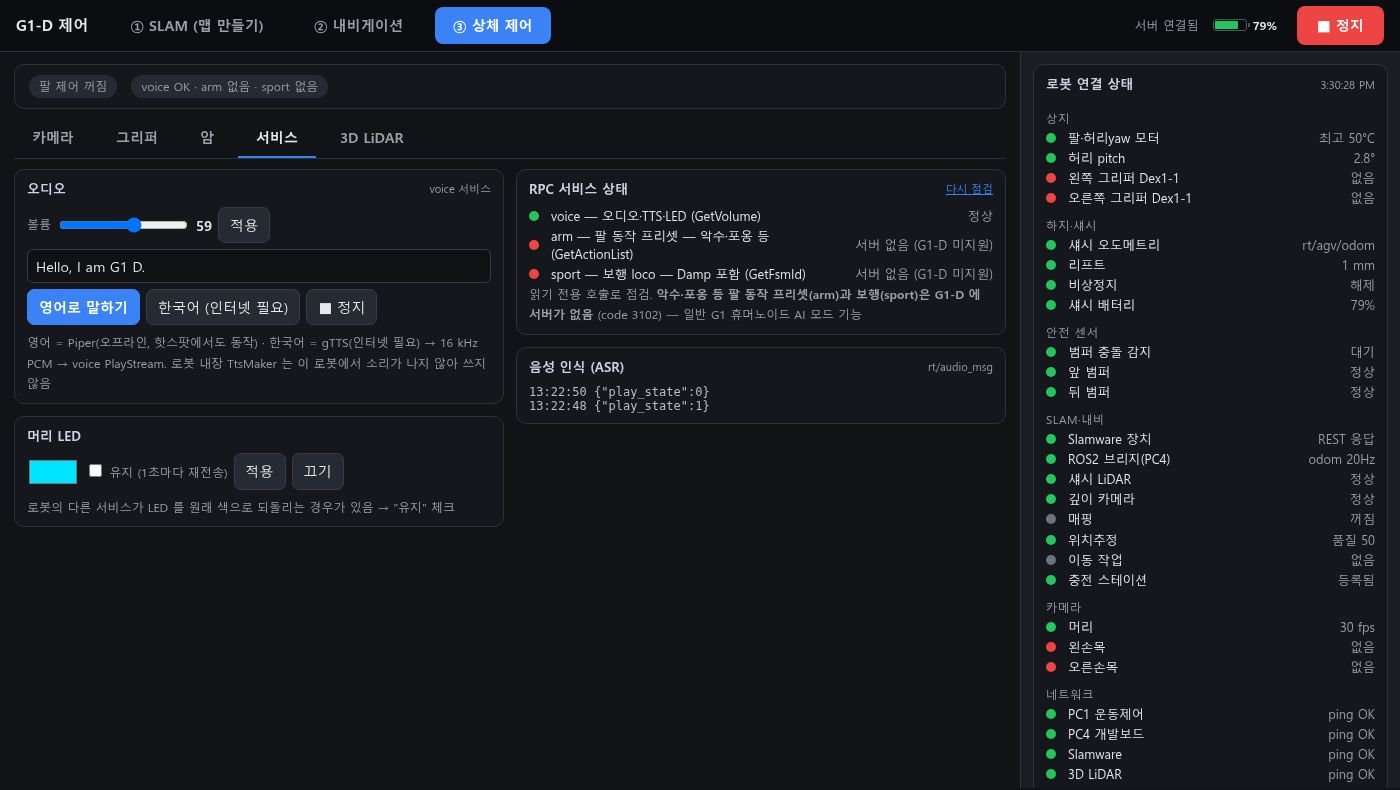 G1-D 제어
① SLAM (맵 만들기)
② 내비게이션
③ 상체 제어
서버 연결됨
79%
■ 정지
팔 제어 꺼짐
voice OK · arm 없음 · sport 없음
카메라
그리퍼
암
서비스
3D LiDAR
오디오
voice 서비스
볼륨
59
적용
Hello, I am G1 D.
영어로 말하기
한국어 (인터넷 필요)
■ 정지
영어 = Piper(오프라인, 핫스팟에서도 동작) · 한국어 = gTTS(인터넷 필요) → 16 kHz
PCM → voice PlayStream. 로봇 내장 TtsMaker 는 이 로봇에서 소리가 나지 않아 쓰지
않음
머리 LED
유지 (1초마다 재전송)
적용
끄기
로봇의 다른 서비스가 LED 를 원래 색으로 되돌리는 경우가 있음 → "유지" 체크
RPC 서비스 상태
다시 점검
voice — 오디오·TTS·LED (GetVolume)
정상
arm — 팔 동작 프리셋 — 악수·포옹 등
(GetActionList)
서버 없음 (G1-D 미지원)
sport — 보행 loco — Damp 포함 (GetFsmId)
서버 없음 (G1-D 미지원)
읽기 전용 호출로 점검. 악수·포옹 등 팔 동작 프리셋(arm)과 보행(sport)은 G1-D 에
서버가 없음 (code 3102) — 일반 G1 휴머노이드 AI 모드 기능
음성 인식 (ASR)
rt/audio_msg
13:22:50 {"play_state":0}
13:22:48 {"play_state":1}
로봇 연결 상태
3:30:28 PM
상지
팔·허리yaw 모터
최고 50°C
허리 pitch
2.8°
왼쪽 그리퍼 Dex1-1
없음
오른쪽 그리퍼 Dex1-1
없음
하지·섀시
섀시 오도메트리
rt/agv/odom
리프트
1 mm
비상정지
해제
섀시 배터리
79%
안전 센서
범퍼 충돌 감지
대기
앞 범퍼
정상
뒤 범퍼
정상
SLAM·내비
Slamware 장치
REST 응답
ROS2 브리지(PC4)
odom 20Hz
섀시 LiDAR
정상
깊이 카메라
정상
매핑
꺼짐
위치추정
품질 50
이동 작업
없음
충전 스테이션
등록됨
카메라
머리
30 fps
왼손목
없음
오른손목
없음
네트워크
PC1 운동제어
ping OK
PC4 개발보드
ping OK
Slamware
ping OK
3D LiDAR
ping OK